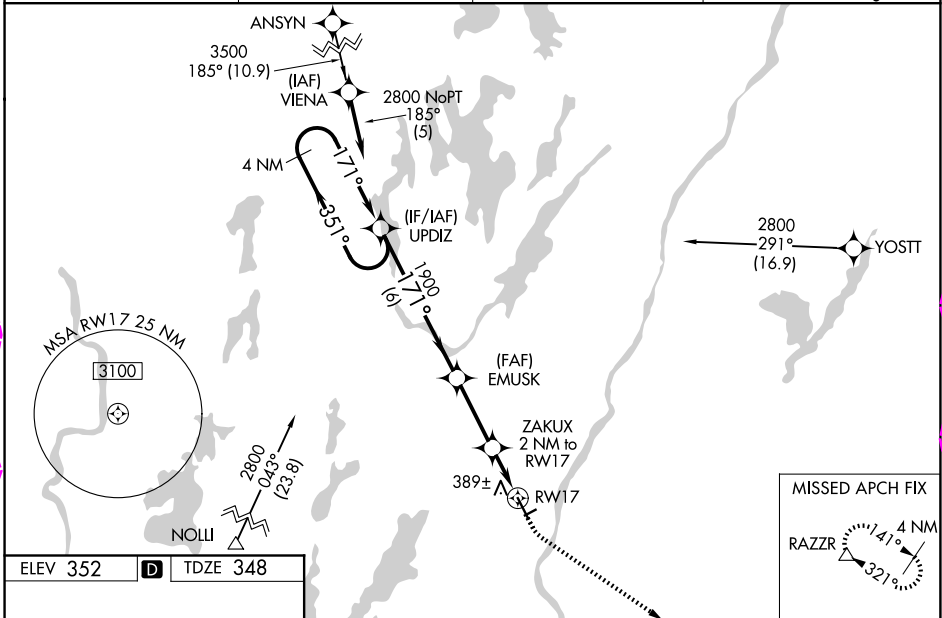 ANSYN
3500
185° (10.9)
(IAF)
VIENA
2800 NoPT
185°
(5)
4 NM
171°
351°
(IF/IAF)
UPDIZ
2800
291°
(16.9)
YOSTT
1900
171°
(6)
MSA RW17 25 NM
3100
(FAF)
EMUSK
ZAKUX
2 NM to
RW17
389±
RW17
2800
043°
(23.8)
NOLLI
MISSED APCH FIX
4 NM
RAZZR
141°
321°
ELEV 352
D
TDZE 348